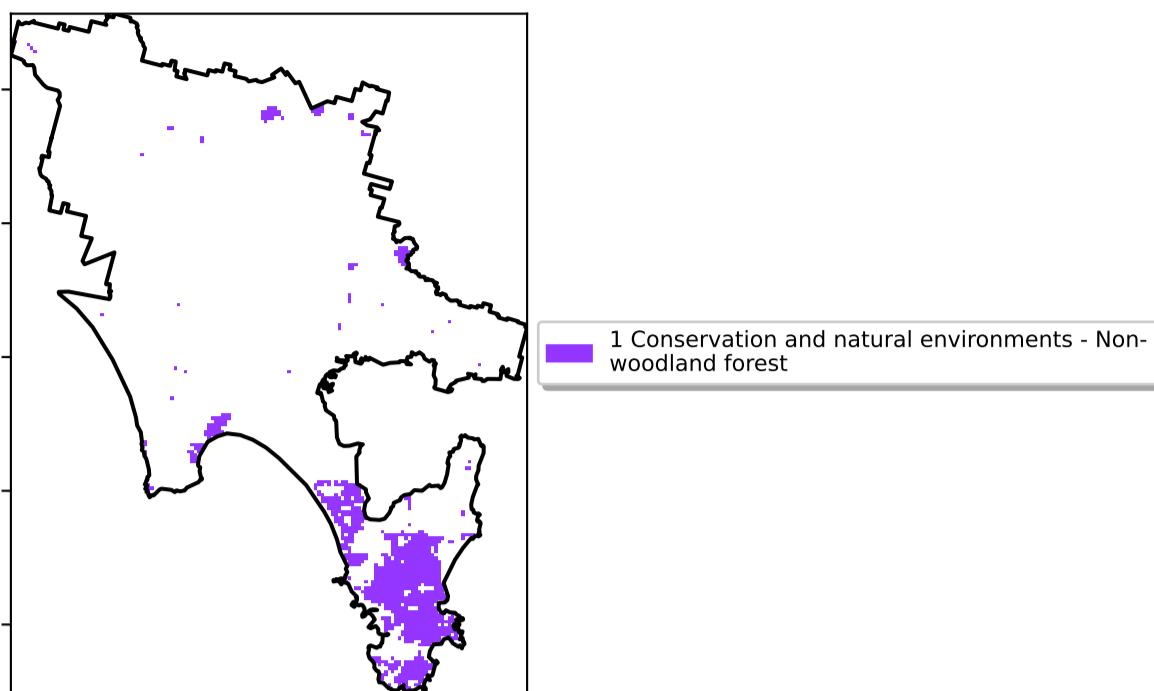 1 Conservation and natural environments - Non-
woodland forest